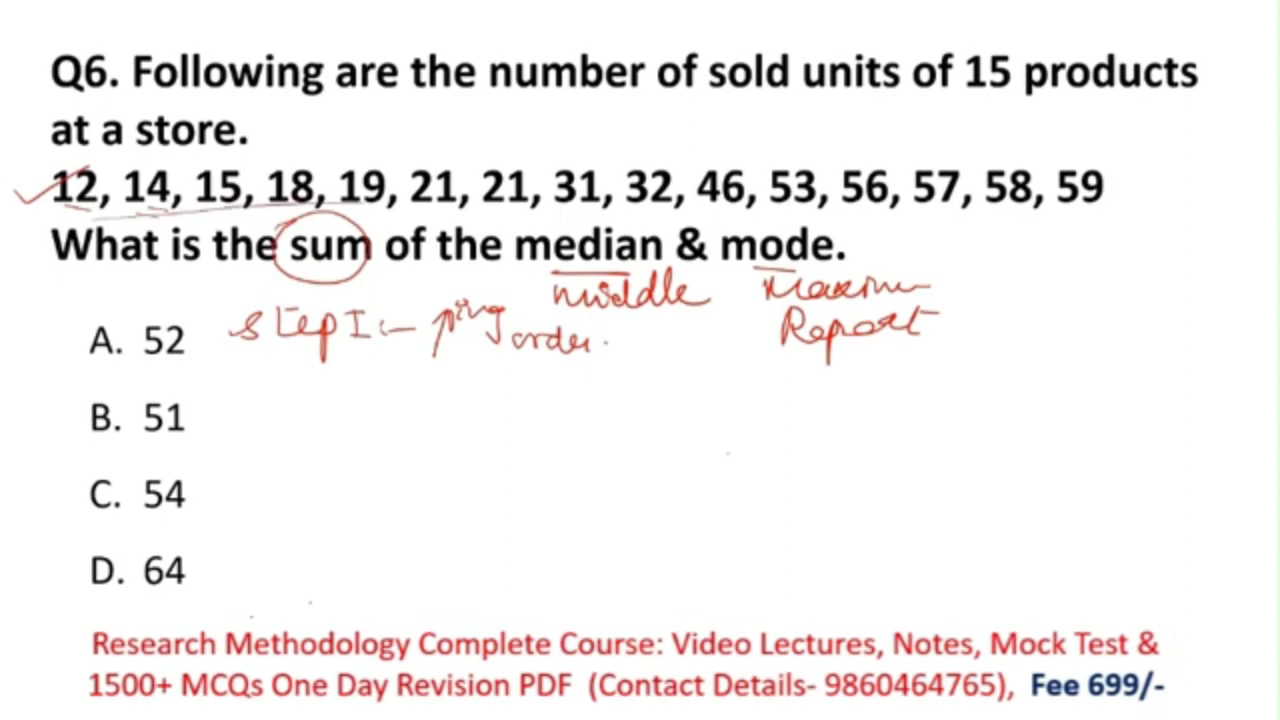 Q6. Following are the number of sold units of 15 products
at a store.
12, 14, 15, 18, 19, 21, 21, 31, 32, 46, 53, 56, 57, 58, 59
What is the sum of the median & mode.
middle
Step I :- ing order.
Report
A. 52
B. 51
C. 54
D. 64
Research Methodology Complete Course: Video Lectures, Notes, Mock Test &
1500+ MCQs One Day Revision PDF (Contact Details- 9860464765), Fee 699/-